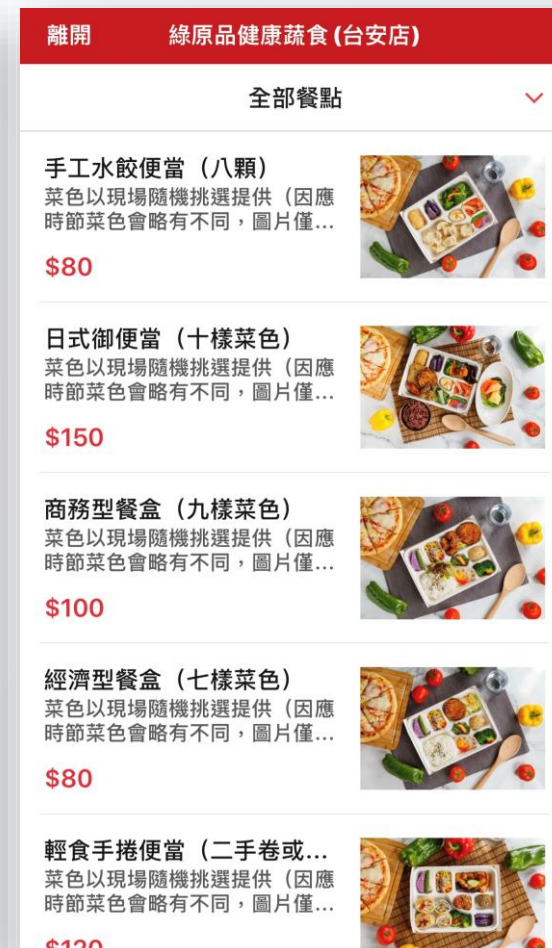 離開
綠原品健康蔬食 (台安店)
全部餐點
手工水餃便當（八顆）
菜色以現場隨機挑選提供（因應
時節菜色會略有不同，圖片僅...
$80
日式御便當（十樣菜色）
菜色以現場隨機挑選提供（因應
時節菜色會略有不同，圖片僅...
$150
商務型餐盒（九樣菜色）
菜色以現場隨機挑選提供（因應
時節菜色會略有不同，圖片僅...
$100
經濟型餐盒（七樣菜色）
菜色以現場隨機挑選提供（因應
時節菜色會略有不同，圖片僅...
$80
輕食手捲便當（二手卷或...
菜色以現場隨機挑選提供（因應
時節菜色會略有不同，圖片僅...
$120